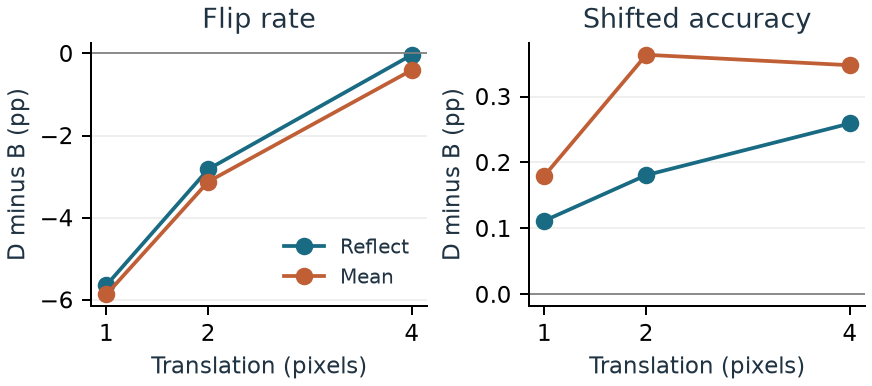 Flip rate
D minus B (pp)
0
−2
−4
−6
Reflect
Mean
1
2
4
Translation (pixels)
Shifted accuracy
D minus B (pp)
0.3
0.2
0.1
0.0
1
2
4
Translation (pixels)